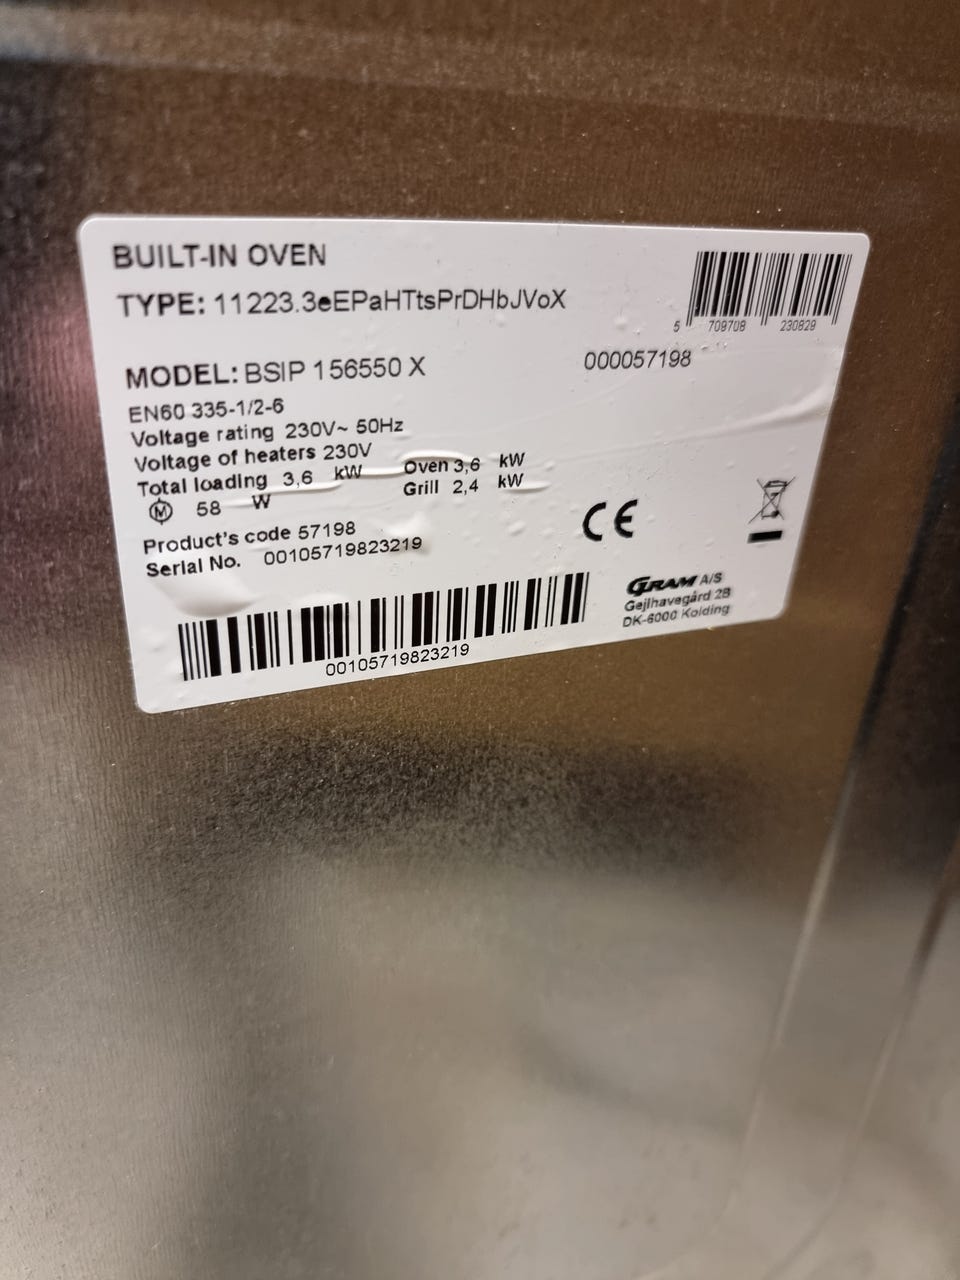 BUILT-IN OVEN
TYPE: 11223.3eEPaHTtsPrDHbJVoX
5 709708 230829
MODEL: BSIP 156550 X
000057198
EN60 335-1/2-6
Voltage rating 230V~ 50Hz
Voltage of heaters 230V
Total loading 3,6 kW Oven 3,6 kW
M 58 W Grill 2,4 kW
Product's code 57198
Serial No. 00105719823219
CE
00105719823219
GRAM A/S
Gejlhavegård 2B
DK-6000 Kolding